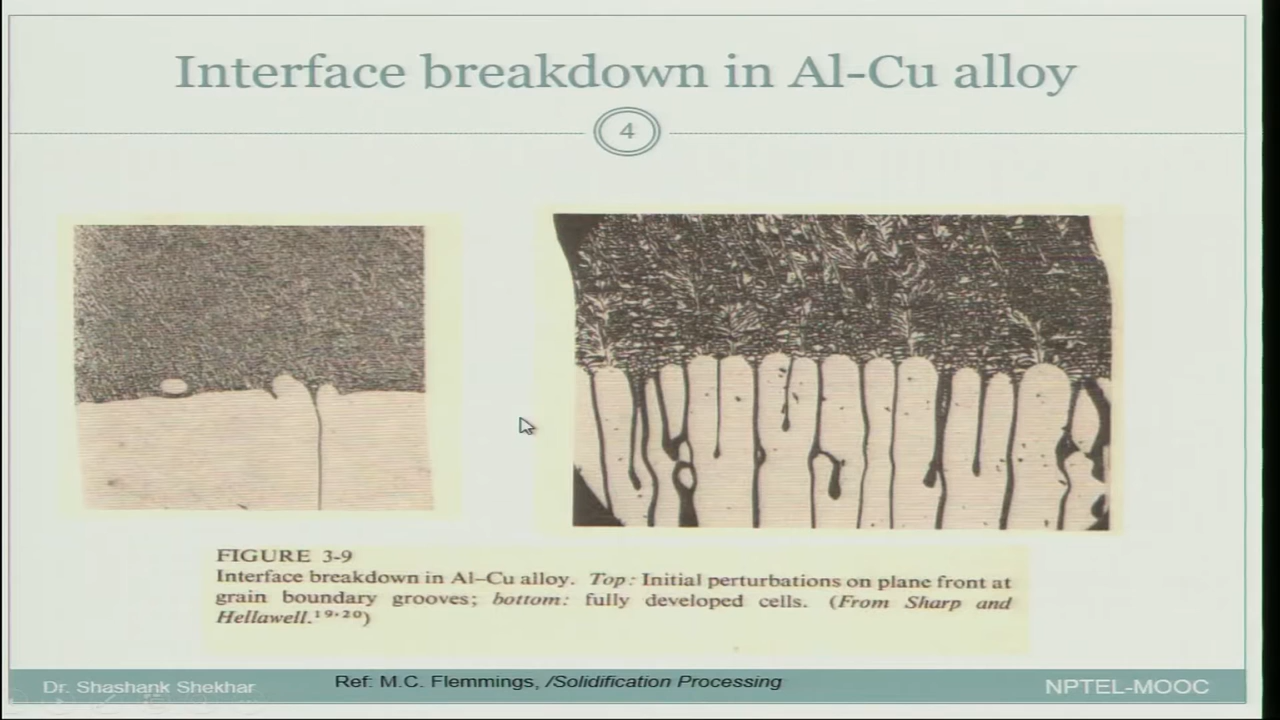 Interface breakdown in Al-Cu alloy
4
FIGURE 3-9
Interface breakdown in Al–Cu alloy. Top: Initial perturbations on plane front at
grain boundary grooves; bottom: fully developed cells. (From Sharp and
Hellawell.¹⁹·²⁰)
Dr. Shashank Shekhar
Ref: M.C. Flemmings, /Solidification Processing
NPTEL-MOOC